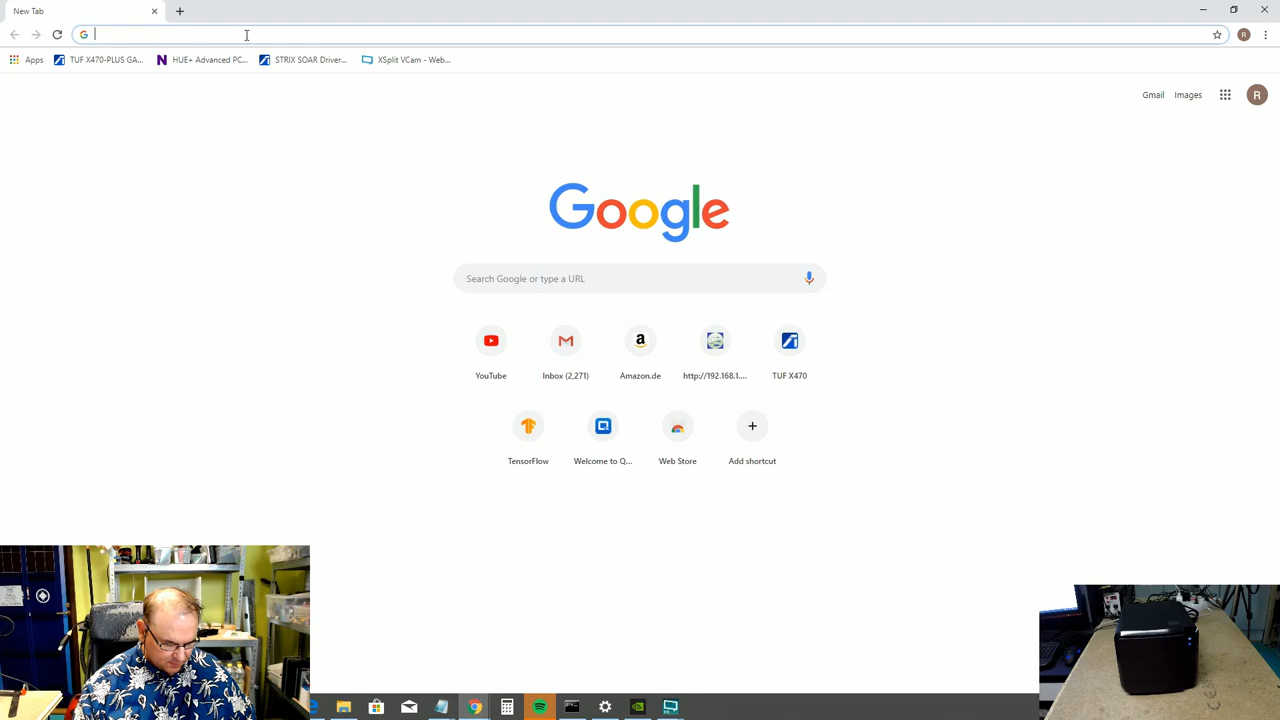 New Tab
Apps
TUF X470-PLUS GA...
HUE+ Advanced PC...
STRIX SOAR Driver...
XSplit VCam - Web...
R
Gmail
Images
R
Google
Search Google or type a URL
YouTube
Inbox (2,271)
Amazon.de
http://192.168.1....
TUF X470
TensorFlow
Welcome to Q...
Web Store
Add shortcut